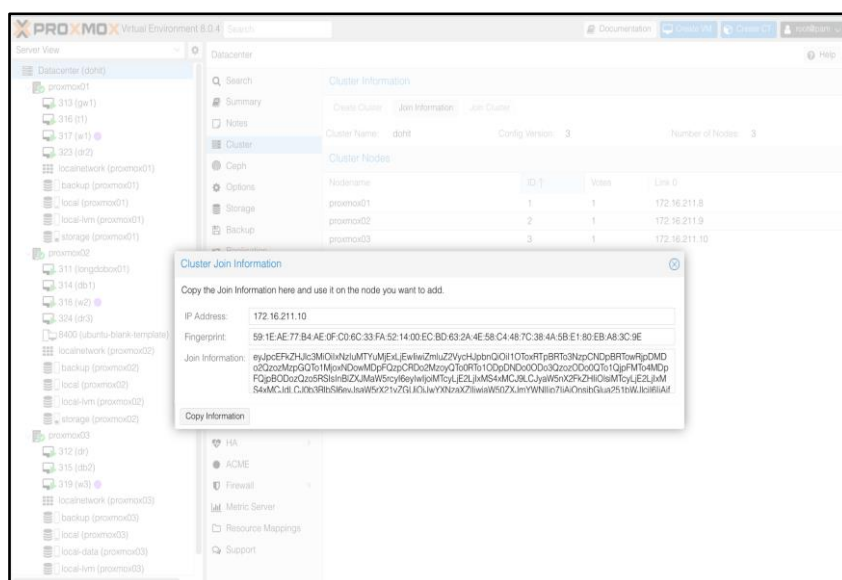 PROXMOX Virtual Environment 8.0.4 Search
Documentation Create VM Create CT root@pam
Server View
Datacenter
Help
Datacenter (dohit)
proxmox01
313 (gw1)
316 (t1)
317 (w1)
323 (dr2)
localnetwork (proxmox01)
backup (proxmox01)
local (proxmox01)
local-lvm (proxmox01)
storage (proxmox01)
proxmox02
311 (longdobox01)
314 (db1)
318 (w2)
324 (dr3)
8400 (ubuntu-blank-template)
localnetwork (proxmox02)
backup (proxmox02)
local (proxmox02)
local-lvm (proxmox02)
storage (proxmox02)
proxmox03
312 (dr)
315 (db2)
319 (w3)
localnetwork (proxmox03)
backup (proxmox03)
local (proxmox03)
local-data (proxmox03)
local-lvm (proxmox03)
Search
Summary
Notes
Cluster
Ceph
Options
Storage
Backup
Replication
HA
ACME
Firewall
Metric Server
Resource Mappings
Support
Cluster Information
Create Cluster Join Information Join Cluster
Cluster Name: dohit Config Version: 3 Number of Nodes: 3
Cluster Nodes
Nodename ID Votes Link 0
proxmox01 1 1 172.16.211.8
proxmox02 2 1 172.16.211.9
proxmox03 3 1 172.16.211.10
Cluster Join Information
Copy the Join Information here and use it on the node you want to add.
IP Address: 172.16.211.10
Fingerprint: 59:1E:AE:77:B4:AE:0F:C0:6C:33:FA:52:14:00:EC:BD:63:2A:4E:58:C4:48:7C:38:4A:5B:E1:80:EB:A8:3C:9E
Join Information:
Copy Information